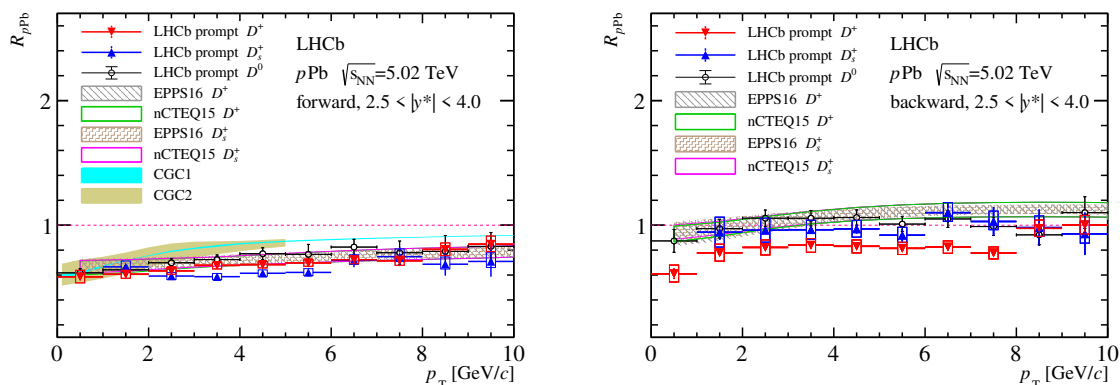 R_pPb
LHCb prompt D⁺
LHCb prompt D_s⁺
LHCb prompt D⁰
EPPS16 D⁺
nCTEQ15 D⁺
EPPS16 D_s⁺
nCTEQ15 D_s⁺
CGC1
CGC2
LHCb
pPb √s_NN=5.02 TeV
forward, 2.5 < |y*| < 4.0
2
1
0 2 4 6 8 10
p_T [GeV/c]
R_pPb
LHCb prompt D⁺
LHCb prompt D_s⁺
LHCb prompt D⁰
EPPS16 D⁺
nCTEQ15 D⁺
EPPS16 D_s⁺
nCTEQ15 D_s⁺
LHCb
pPb √s_NN=5.02 TeV
backward, 2.5 < |y*| < 4.0
2
1
0 2 4 6 8 10
p_T [GeV/c]